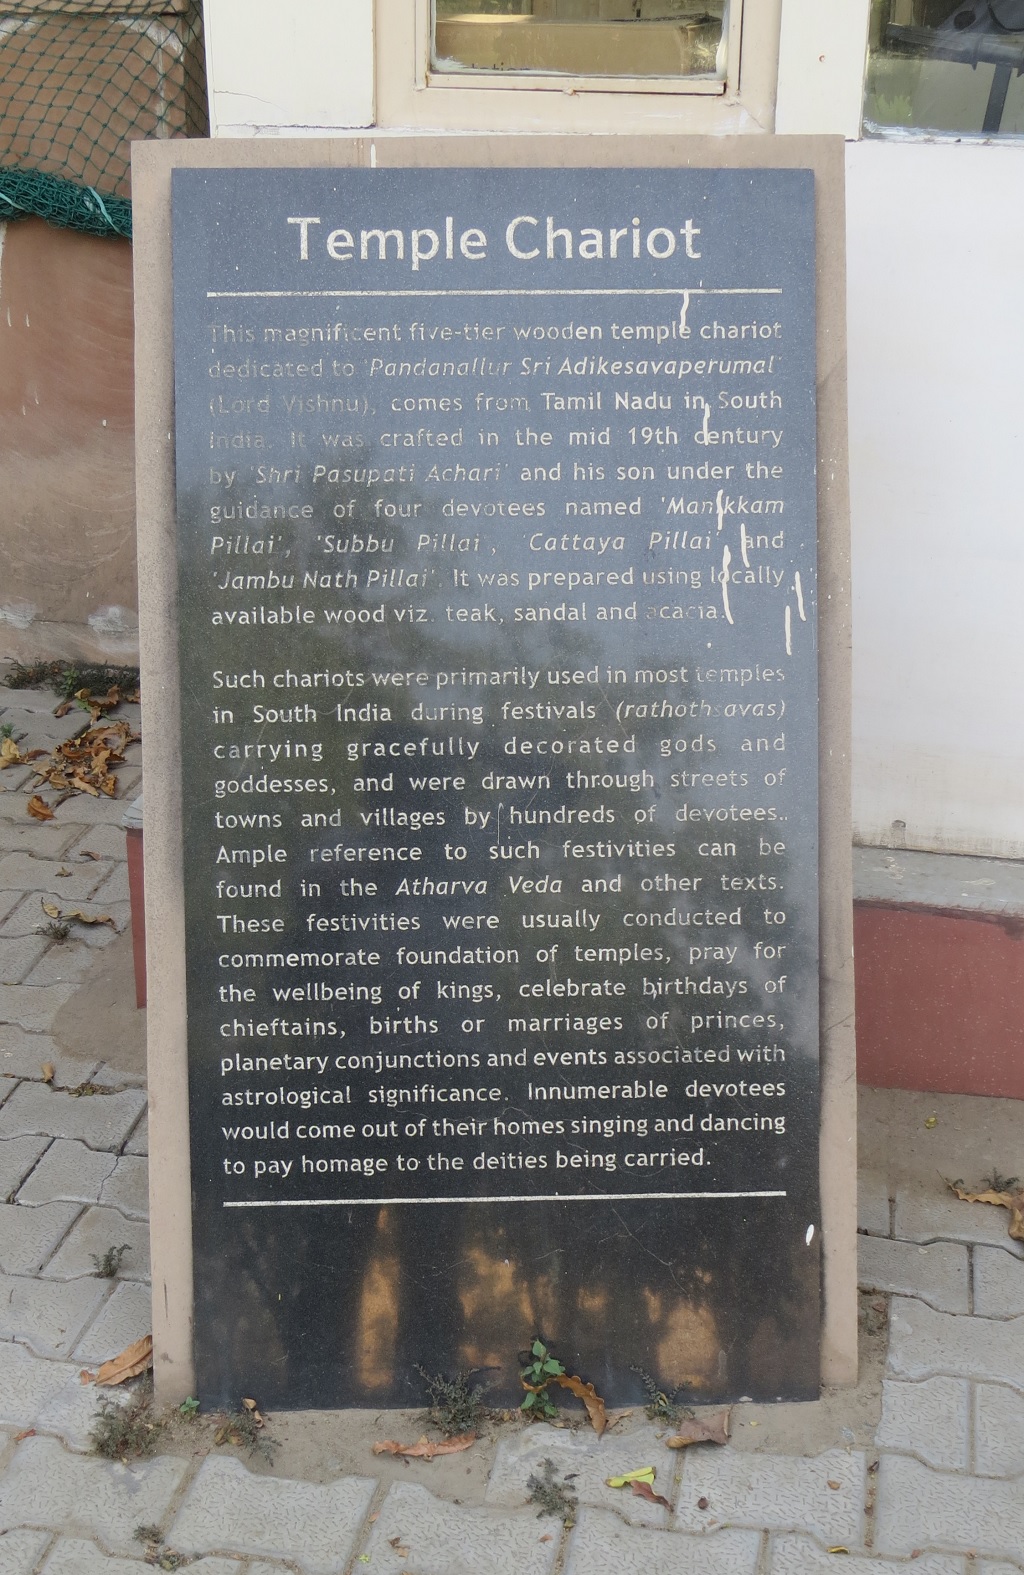 Temple Chariot
This magnificent five-tier wooden temple chariot
dedicated to 'Pandanallur Sri Adikesavaperumal'
(Lord Vishnu), comes from Tamil Nadu in South
India. It was crafted in the mid 19th century
by 'Shri Pasupati Achari' and his son under the
guidance of four devotees named 'Manikkam
Pillai', 'Subbu Pillai', 'Cattaya Pillai' and
'Jambu Nath Pillai'. It was prepared using locally
available wood viz. teak, sandal and acacia.
Such chariots were primarily used in most temples
in South India during festivals (rathothsavas)
carrying gracefully decorated gods and
goddesses, and were drawn through streets of
towns and villages by hundreds of devotees..
Ample reference to such festivities can be
found in the Atharva Veda and other texts.
These festivities were usually conducted to
commemorate foundation of temples, pray for
the wellbeing of kings, celebrate birthdays of
chieftains, births or marriages of princes,
planetary conjunctions and events associated with
astrological significance. Innumerable devotees
would come out of their homes singing and dancing
to pay homage to the deities being carried.